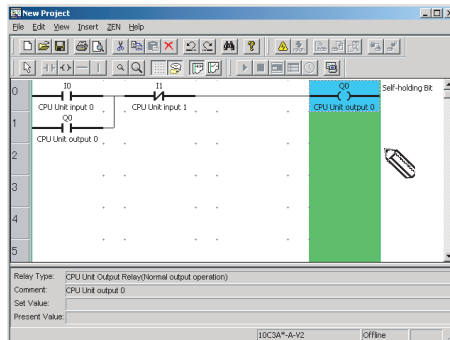 New Project
File Edit View Insert ZEN Help
0 I0 I1 Q0 Self-holding Bit
CPU Unit input 0 CPU Unit input 1 CPU Unit output 0
1 Q0
CPU Unit output 0
2
3
4
5
Relay Type: CPU Unit Output Relay(Normal output operation)
Comment: CPU Unit output 0
Set Value:
Present Value:
10C3A*-A-V2 Offline